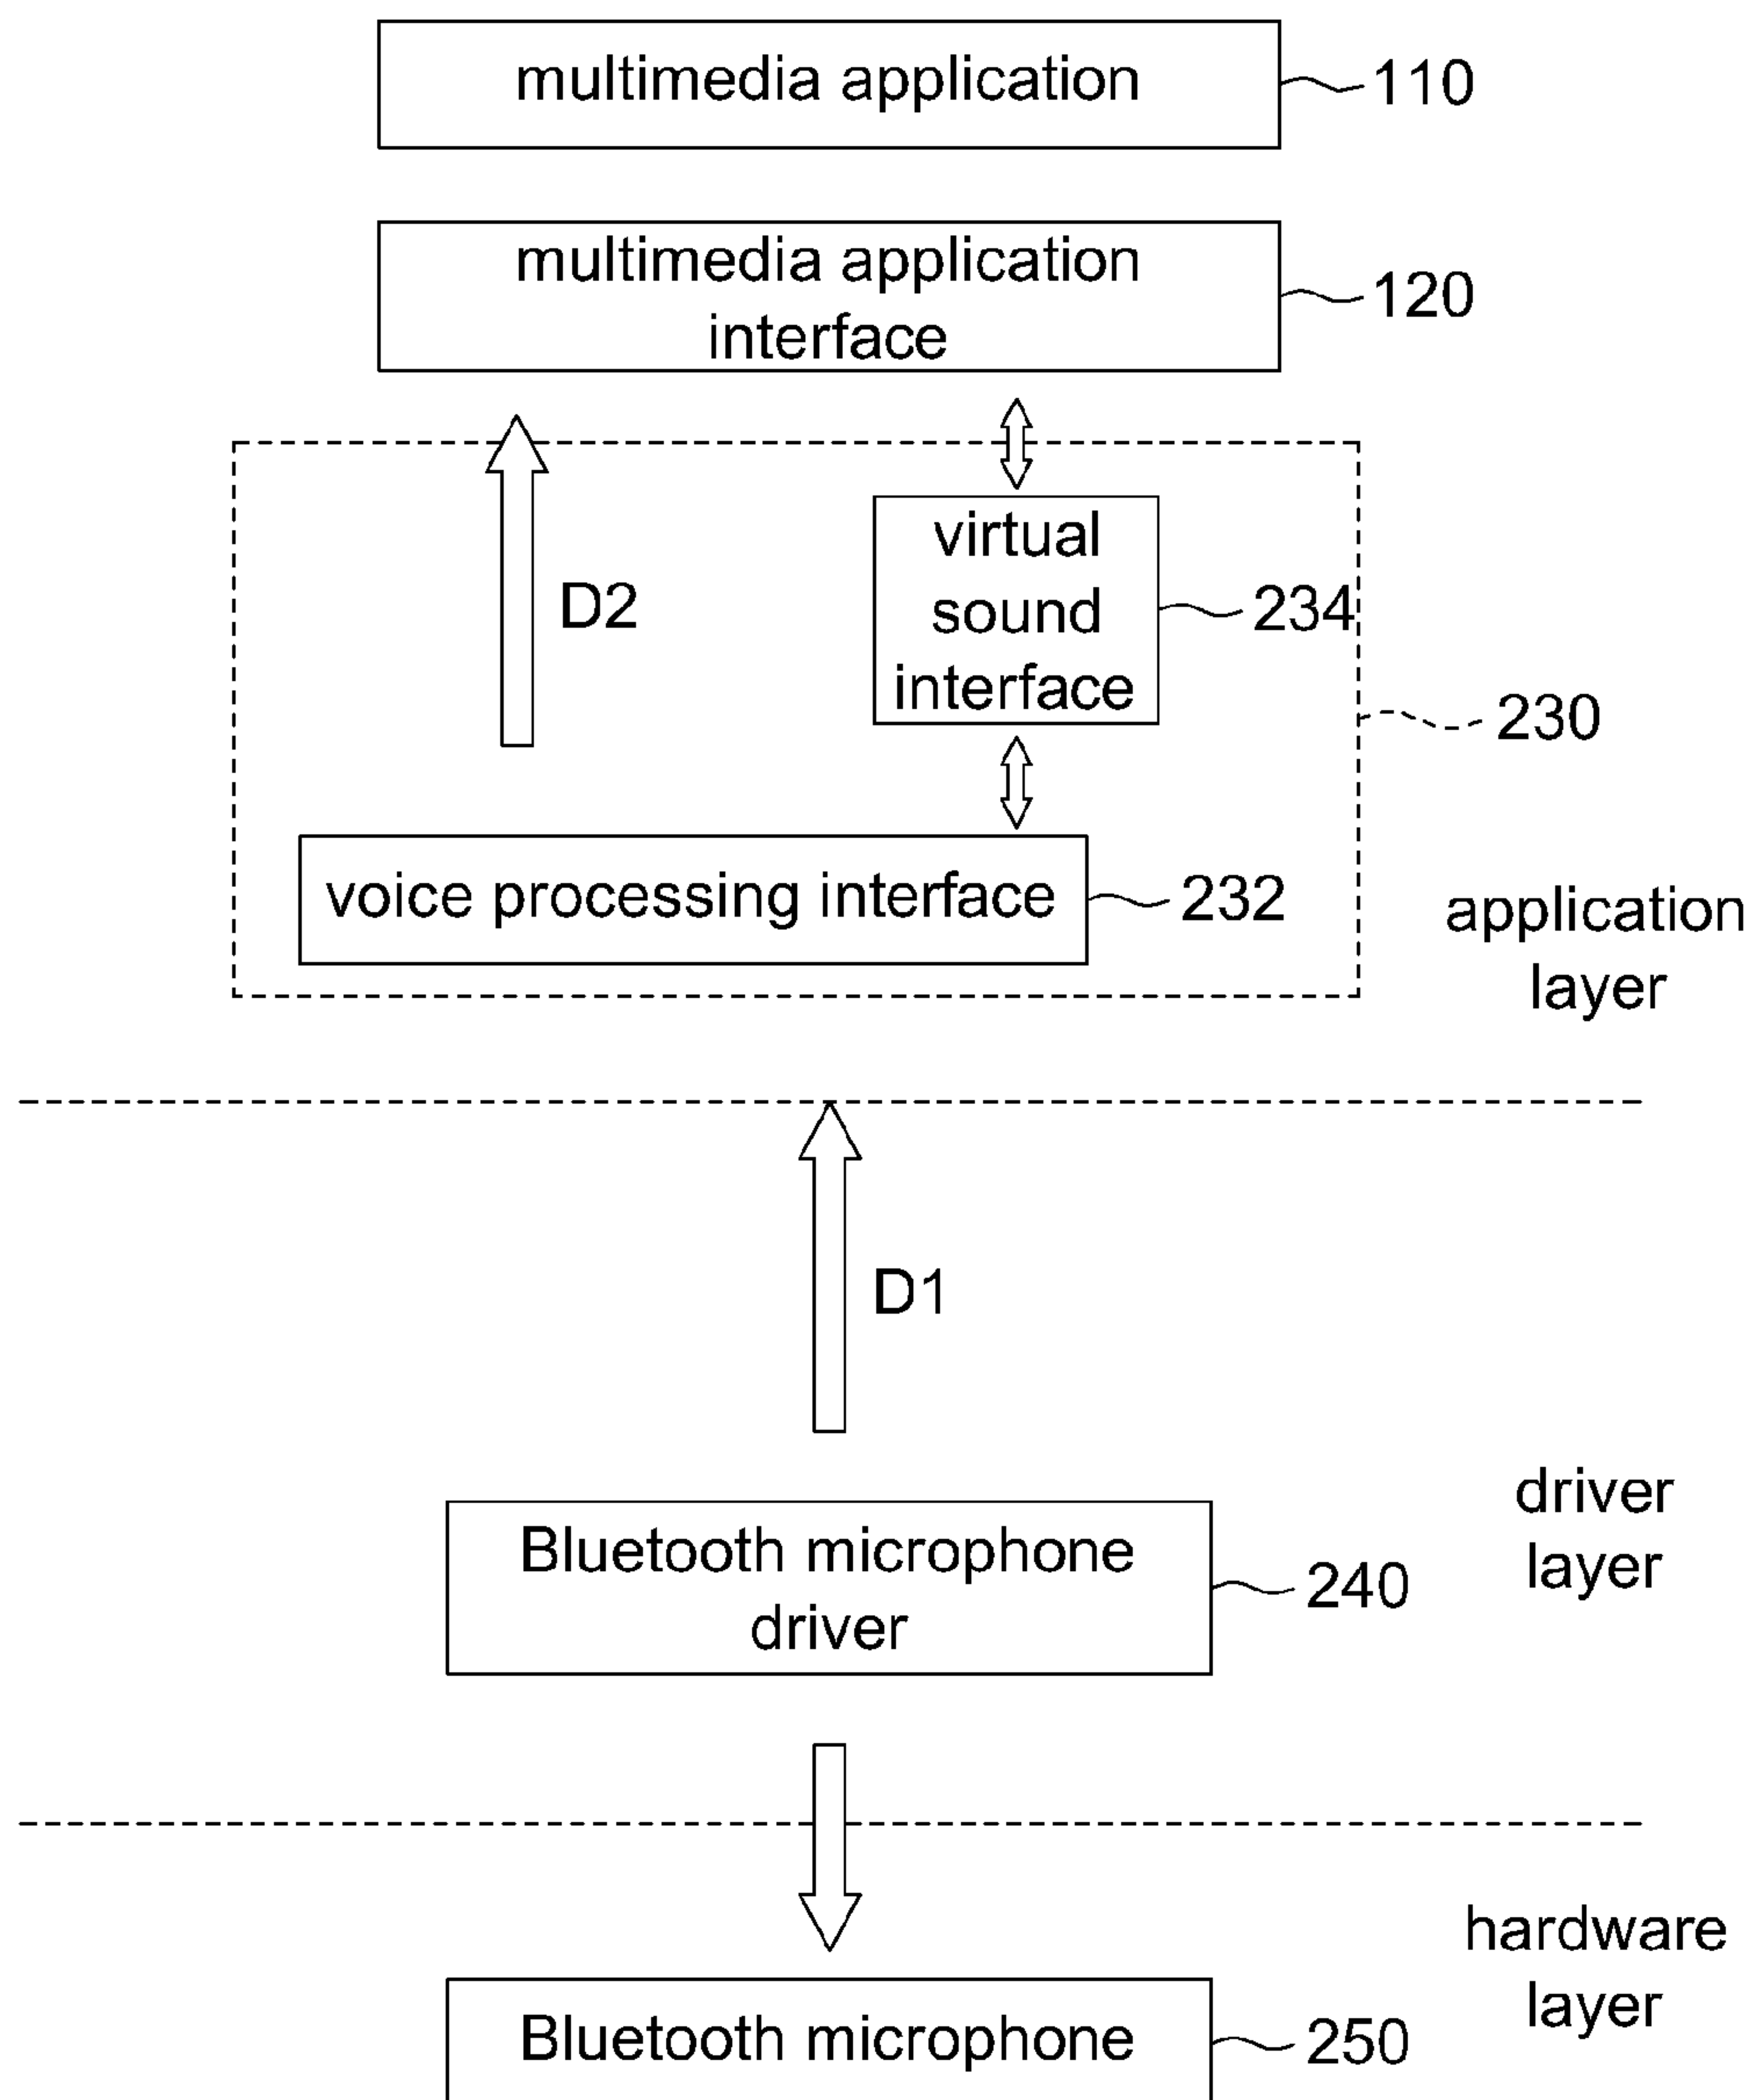 multimedia application
110
multimedia application
interface
120
D2
virtual
sound
interface
234
230
voice processing interface
232
application
layer
D1
driver
layer
Bluetooth microphone
driver
240
hardware
layer
Bluetooth microphone
250